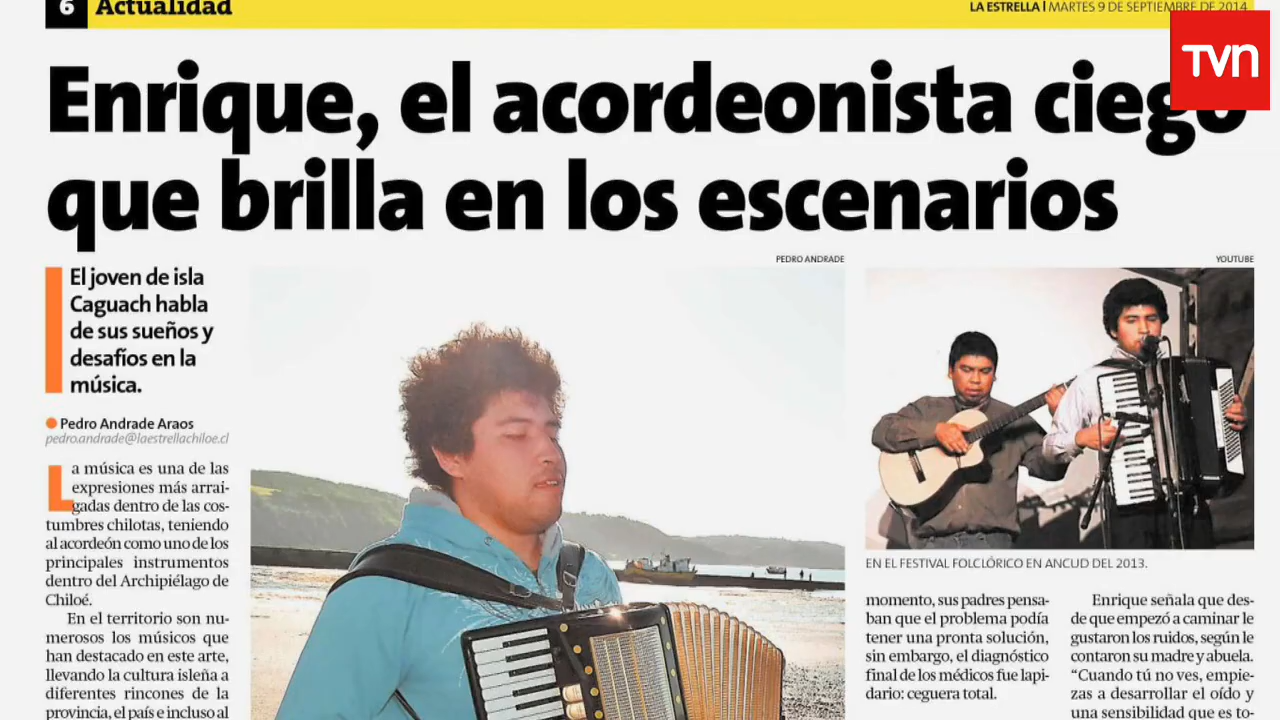 6 Actualidad
LA ESTRELLA | MARTES 9 DE SEPTIEMBRE DE 2014
TVN
Enrique, el acordeonista ciego
que brilla en los escenarios
El joven de isla
Caguach habla
de sus sueños y
desafíos en la
música.
Pedro Andrade Araos
pedro.andrade@laestrellachiloe.cl
La música es una de las
expresiones más arrai-
gadas dentro de las cos-
tumbres chilotas, teniendo
al acordeón como uno de los
principales instrumentos
dentro del Archipiélago de
Chiloé.
En el territorio son nu-
merosos los músicos que
han destacado en este arte,
llevando la cultura isleña a
diferentes rincones de la
provincia, el país e incluso al
PEDRO ANDRADE
YOUTUBE
EN EL FESTIVAL FOLCLÓRICO EN ANCUD DEL 2013.
momento, sus padres pensa-
ban que el problema podía
tener una pronta solución,
sin embargo, el diagnóstico
final de los médicos fue lapi-
dario: ceguera total.
Enrique señala que des-
de que empezó a caminar le
gustaron los ruidos, según le
contaron su madre y abuela.
“Cuando tú no ves, empie-
zas a desarrollar el oído y
una sensibilidad que es to-